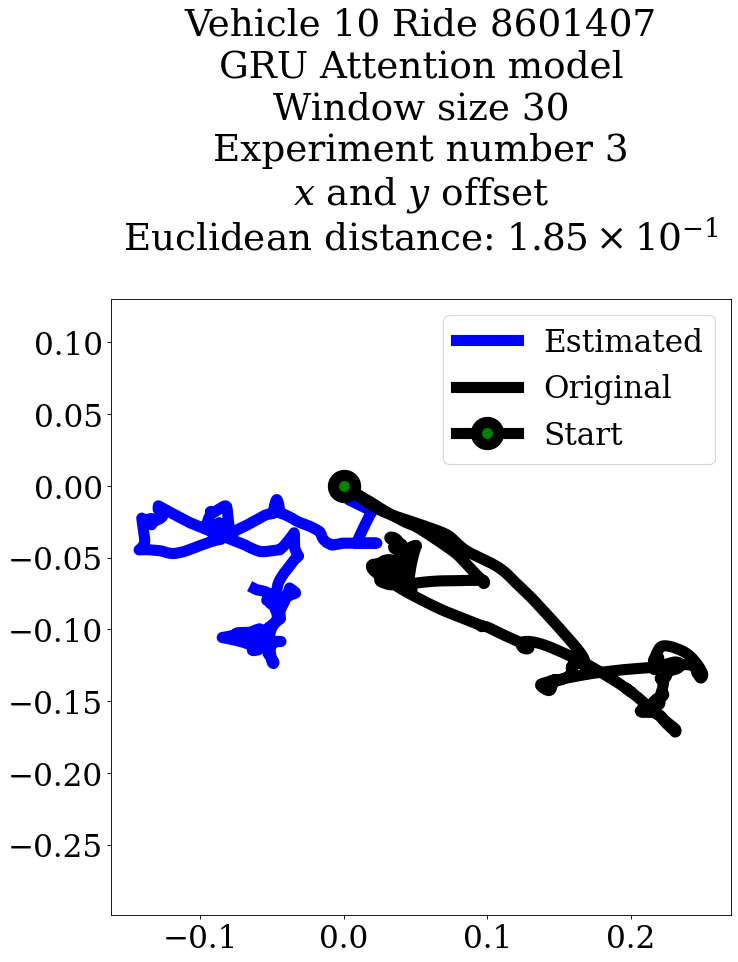 Vehicle 10 Ride 8601407
GRU Attention model
Window size 30
Experiment number 3
x and y offset
Euclidean distance: 1.85 × 10⁻¹
Estimated
Original
Start
0.10
0.05
0.00
−0.05
−0.10
−0.15
−0.20
−0.25
−0.1 0.0 0.1 0.2